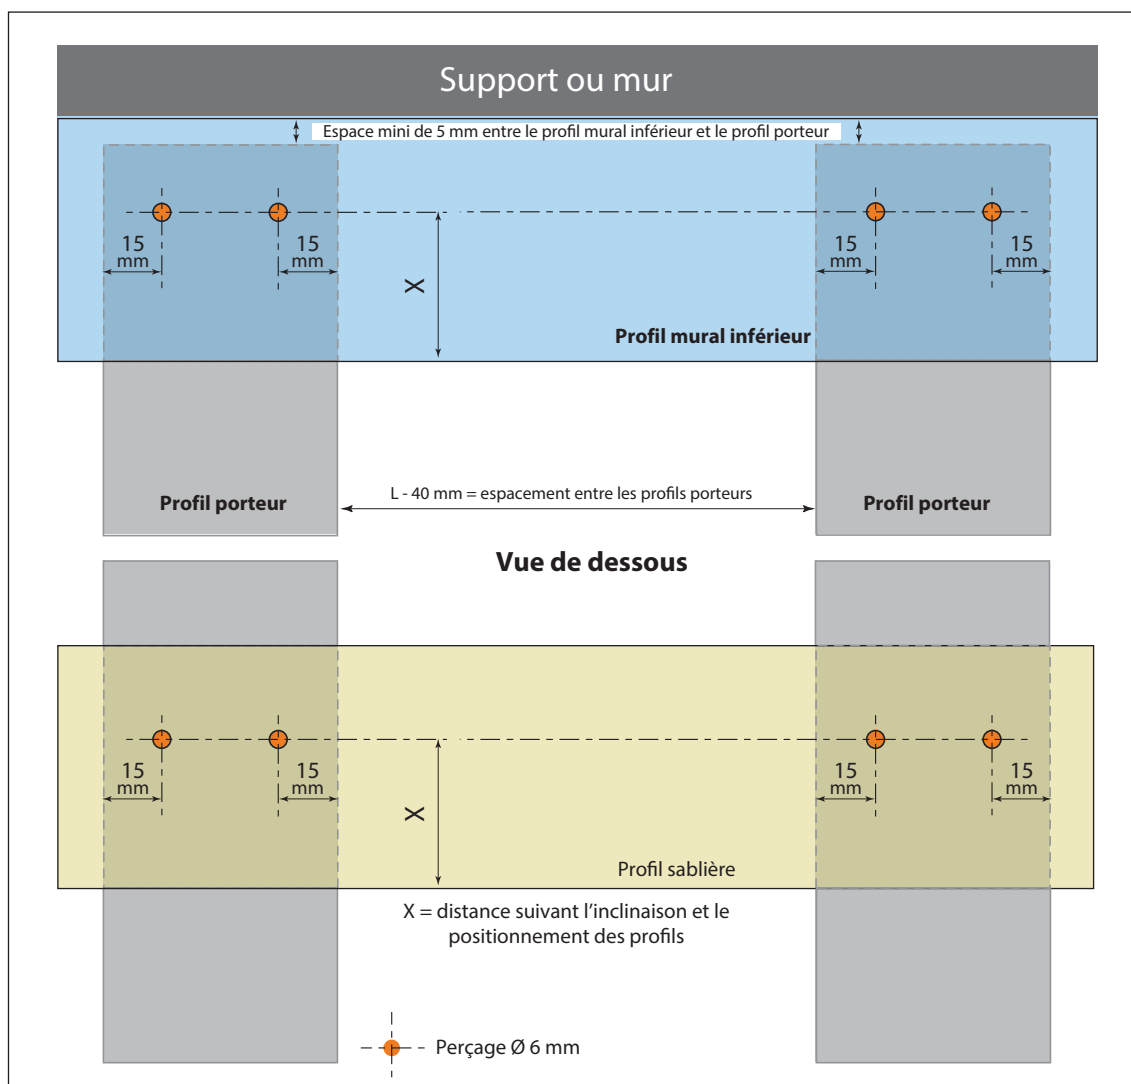 Support ou mur
Espace mini de 5 mm entre le profil mural inférieur et le profil porteur
15
mm
15
mm
X
15
mm
15
mm
Profil mural inférieur
Profil porteur
L - 40 mm = espacement entre les profils porteurs
Profil porteur
Vue de dessous
15
mm
15
mm
X
15
mm
15
mm
Profil sablière
X = distance suivant l’inclinaison et le
positionnement des profils
Perçage Ø 6 mm